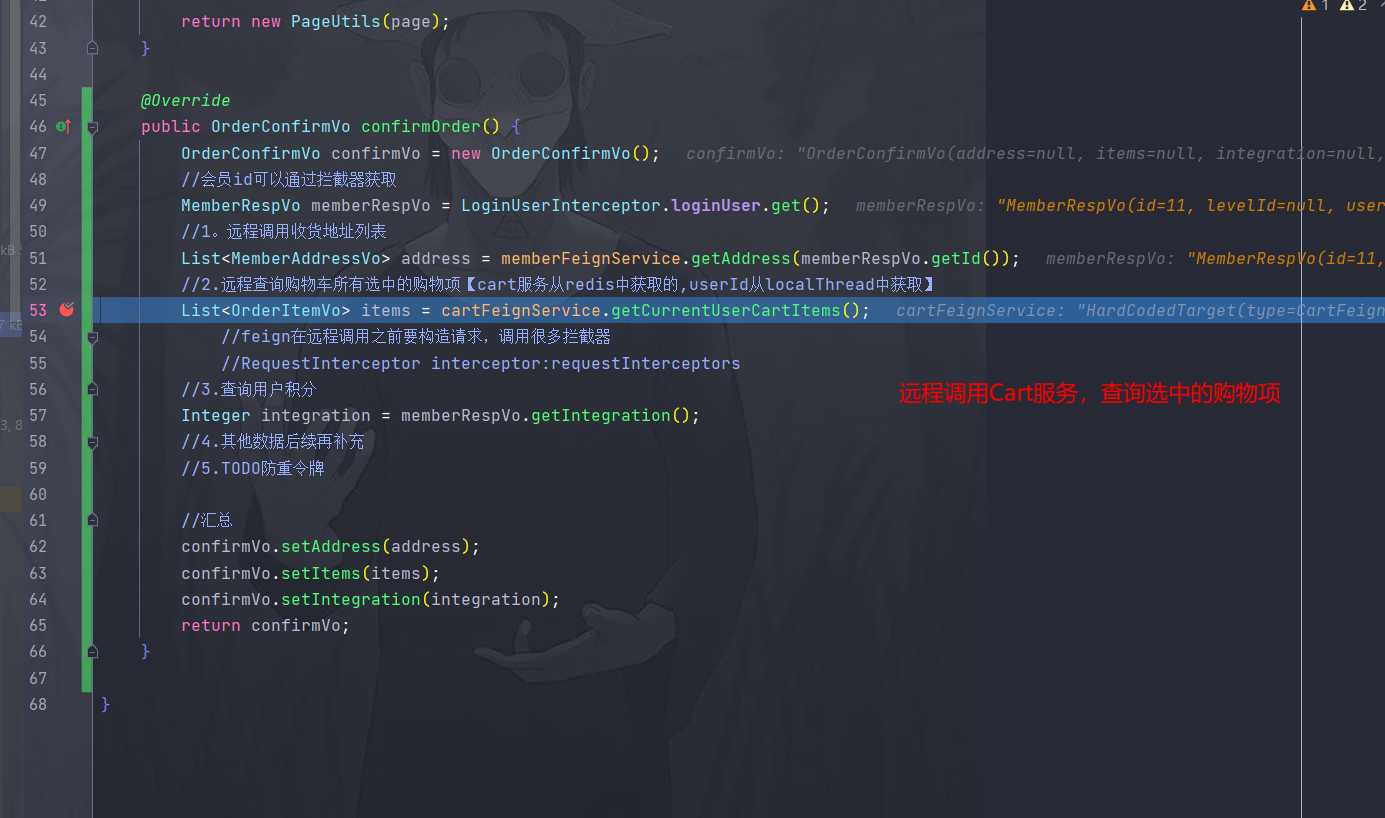 1 2
42 return new PageUtils(page);
43 }
44
45 @Override
46 public OrderConfirmVo confirmOrder() {
47 OrderConfirmVo confirmVo = new OrderConfirmVo(); confirmVo: "OrderConfirmVo(address=null, items=null, integration=null,
48 //会员id可以通过拦截器获取
49 MemberRespVo memberRespVo = LoginUserInterceptor.loginUser.get(); memberRespVo: "MemberRespVo(id=11, levelId=null, user
50 //1。远程调用收货地址列表
51 List<MemberAddressVo> address = memberFeignService.getAddress(memberRespVo.getId()); memberRespVo: "MemberRespVo(id=11,
52 //2.远程查询购物车所有选中的购物项【cart服务从redis中获取的,userId从localThread中获取】
53 List<OrderItemVo> items = cartFeignService.getCurrentUserCartItems(); cartFeignService: "HardCodedTarget(type=CartFeign
54 //feign在远程调用之前要构造请求，调用很多拦截器
55 //RequestInterceptor interceptor:requestInterceptors
56 //3.查询用户积分
远程调用Cart服务，查询选中的购物项
57 Integer integration = memberRespVo.getIntegration();
58 //4.其他数据后续再补充
59 //5.TODO防重令牌
60
61 //汇总
62 confirmVo.setAddress(address);
63 confirmVo.setItems(items);
64 confirmVo.setIntegration(integration);
65 return confirmVo;
66 }
67
68 }